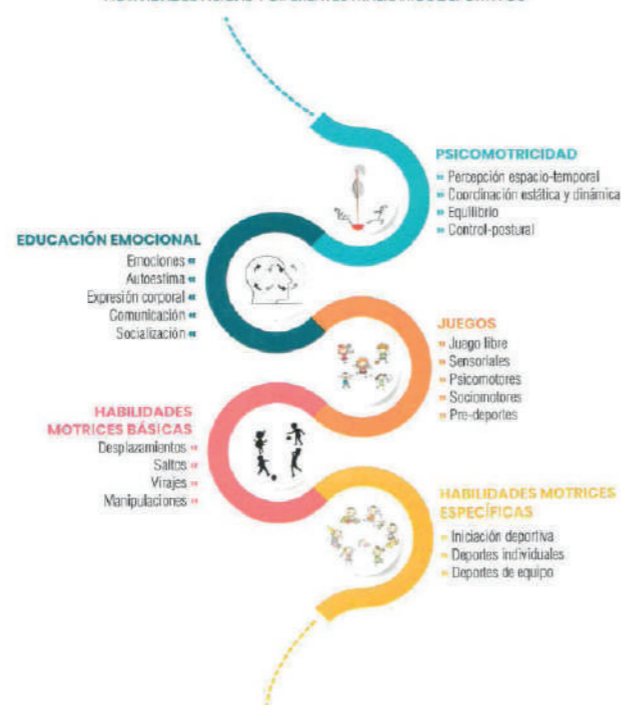 PSICOMOTRICIDAD
» Percepción espacio-temporal
» Coordinación estática y dinámica
» Equilibrio
» Control-postural
EDUCACIÓN EMOCIONAL
Emociones «
Autoestima «
Expresión corporal «
Comunicación «
Socialización «
JUEGOS
» Juego libre
» Sensoriales
» Psicomotores
» Sociomotores
» Pre-deportes
HABILIDADES
MOTRICES BÁSICAS
Desplazamientos «
Saltos «
Virajes «
Manipulaciones «
HABILIDADES MOTRICES
ESPECÍFICAS
» Iniciación deportiva
» Deportes individuales
» Deportes de equipo